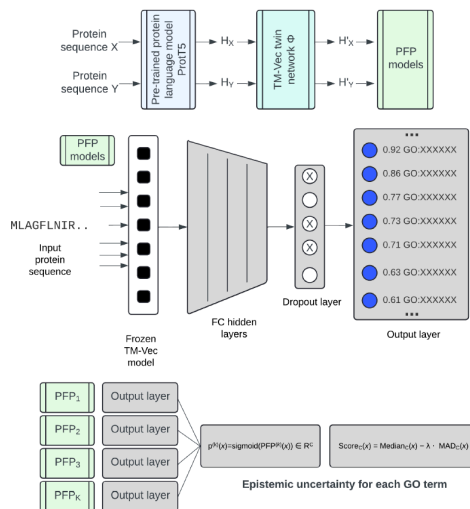 Protein
sequence X
Protein
sequence Y
Pre-trained protein
language model
ProtT5
H_X
H_Y
TM-Vec twin
network Φ
H'_X
H'_Y
PFP
models
PFP
models
MLAGFLNIR..
Input
protein
sequence
Frozen
TM-Vec
model
FC hidden
layers
X
X
X
Dropout layer
•••
0.92 GO:XXXXXX
0.86 GO:XXXXXX
0.77 GO:XXXXXX
0.73 GO:XXXXXX
0.71 GO:XXXXXX
0.63 GO:XXXXXX
0.61 GO:XXXXXX
•••
Output layer
PFP₁
Output layer
PFP₂
Output layer
PFP₃
Output layer
PFP_K
Output layer
p⁽ᵏ⁾(x)=sigmoid(PFP⁽ᵏ⁾(x)) ∈ Rᶜ
Score_C(x) = Median_C(x) − λ · MAD_C(x)
Epistemic uncertainty for each GO term